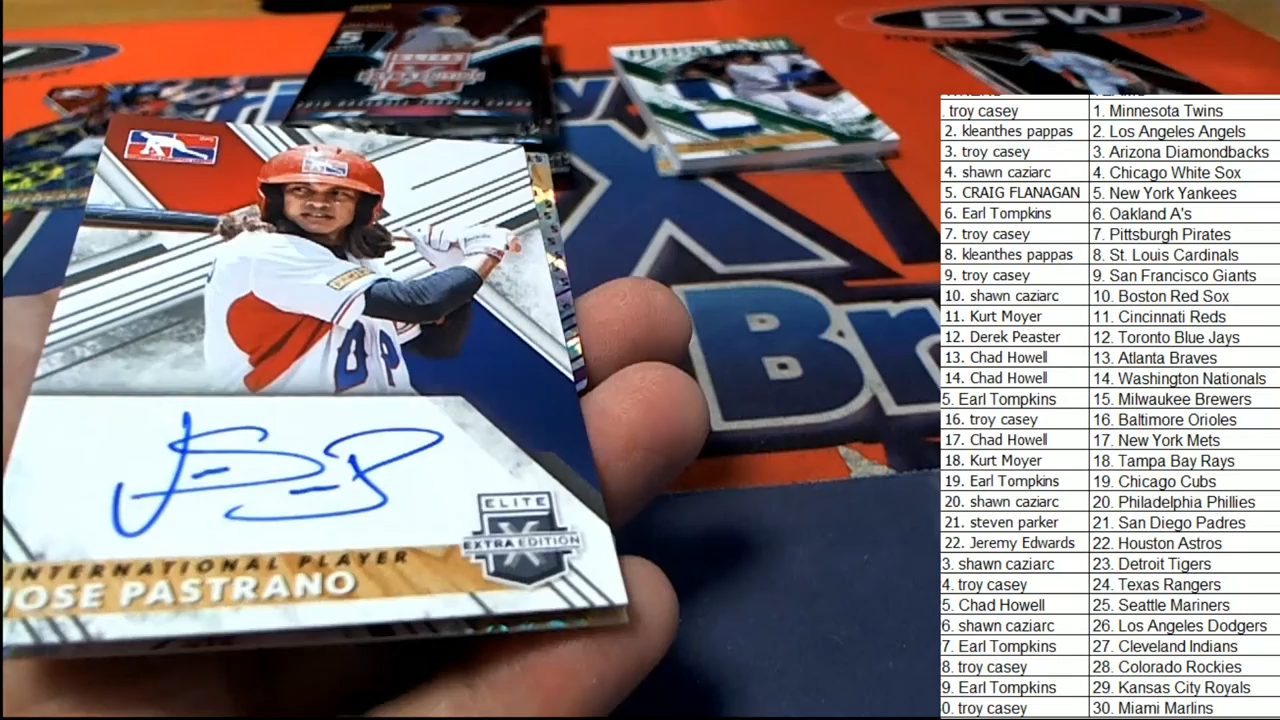 BCW
5
Br
ELITE
X
EXTRA EDITION
INTERNATIONAL PLAYER
JOSE PASTRANO
. troy casey 1. Minnesota Twins
2. kleanthes pappas 2. Los Angeles Angels
3. troy casey 3. Arizona Diamondbacks
4. shawn caziarc 4. Chicago White Sox
5. CRAIG FLANAGAN 5. New York Yankees
6. Earl Tompkins 6. Oakland A's
7. troy casey 7. Pittsburgh Pirates
8. kleanthes pappas 8. St. Louis Cardinals
9. troy casey 9. San Francisco Giants
10. shawn caziarc 10. Boston Red Sox
11. Kurt Moyer 11. Cincinnati Reds
12. Derek Peaster 12. Toronto Blue Jays
13. Chad Howell 13. Atlanta Braves
14. Chad Howell 14. Washington Nationals
5. Earl Tompkins 15. Milwaukee Brewers
16. troy casey 16. Baltimore Orioles
17. Chad Howell 17. New York Mets
18. Kurt Moyer 18. Tampa Bay Rays
19. Earl Tompkins 19. Chicago Cubs
20. shawn caziarc 20. Philadelphia Phillies
21. steven parker 21. San Diego Padres
22. Jeremy Edwards 22. Houston Astros
3. shawn caziarc 23. Detroit Tigers
4. troy casey 24. Texas Rangers
5. Chad Howell 25. Seattle Mariners
6. shawn caziarc 26. Los Angeles Dodgers
7. Earl Tompkins 27. Cleveland Indians
8. troy casey 28. Colorado Rockies
9. Earl Tompkins 29. Kansas City Royals
0. troy casey 30. Miami Marlins